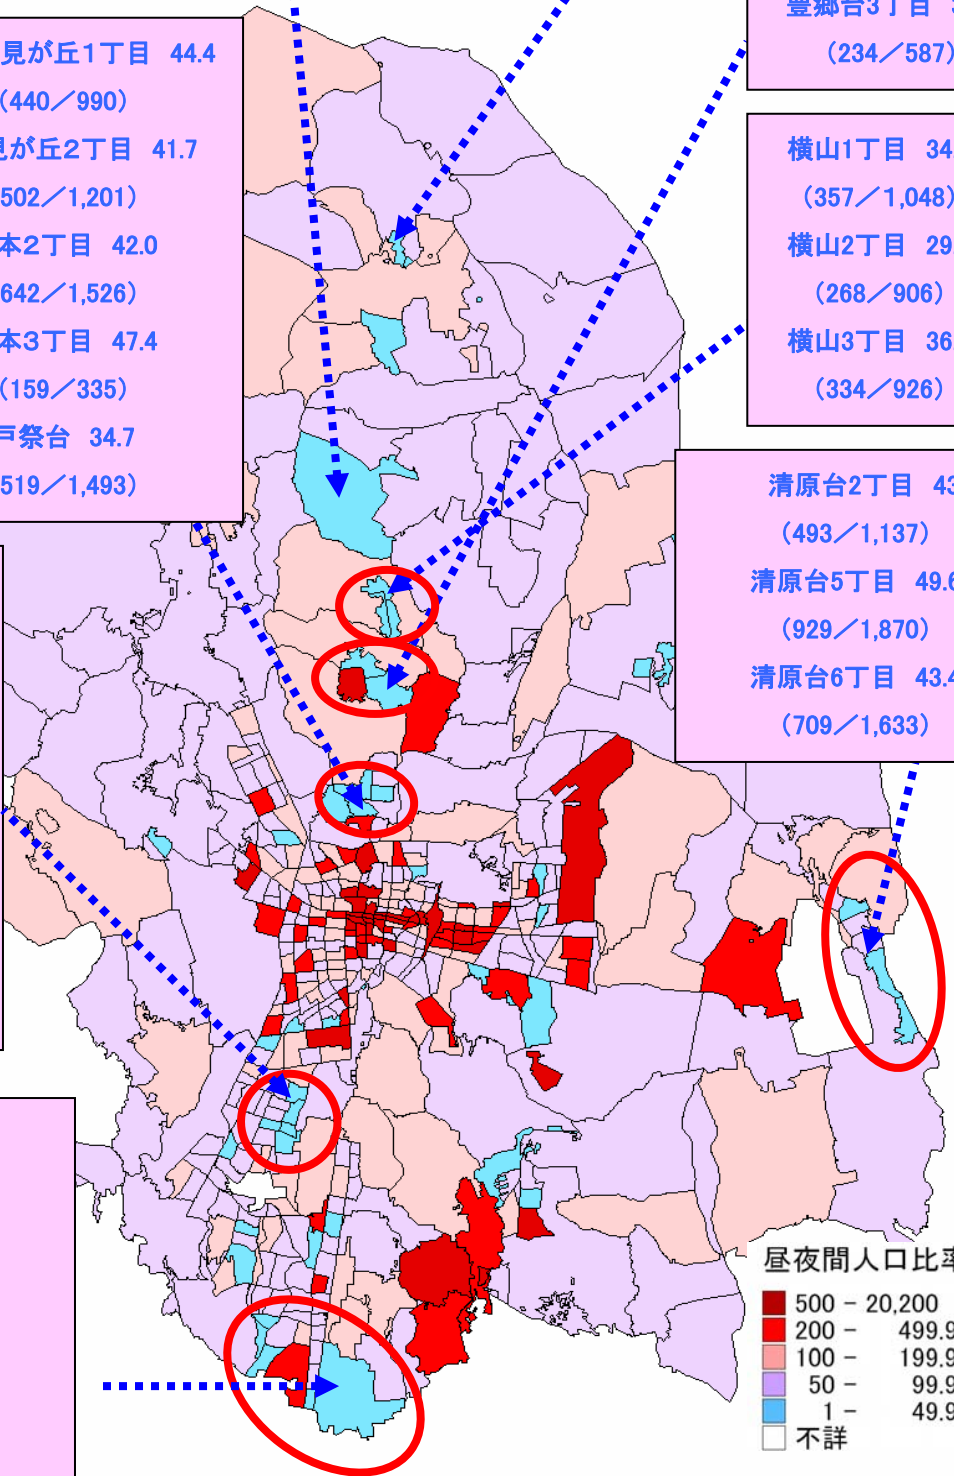 見が丘1丁目 44.4
(440／990)
見が丘2丁目 41.7
502／1,201)
本2丁目 42.0
642／1,526)
本3丁目 47.4
(159／335)
戸祭台 34.7
519／1,493)
豊郷台3丁目
(234／587)
横山1丁目 34.
(357／1,048)
横山2丁目 29.
(268／906)
横山3丁目 36.
(334／926)
清原台2丁目 43
(493／1,137)
清原台5丁目 49.6
(929／1,870)
清原台6丁目 43.4
(709／1,633)
昼夜間人口比率
500 - 20,200
200 - 499.9
100 - 199.9
50 - 99.9
1 - 49.9
不詳